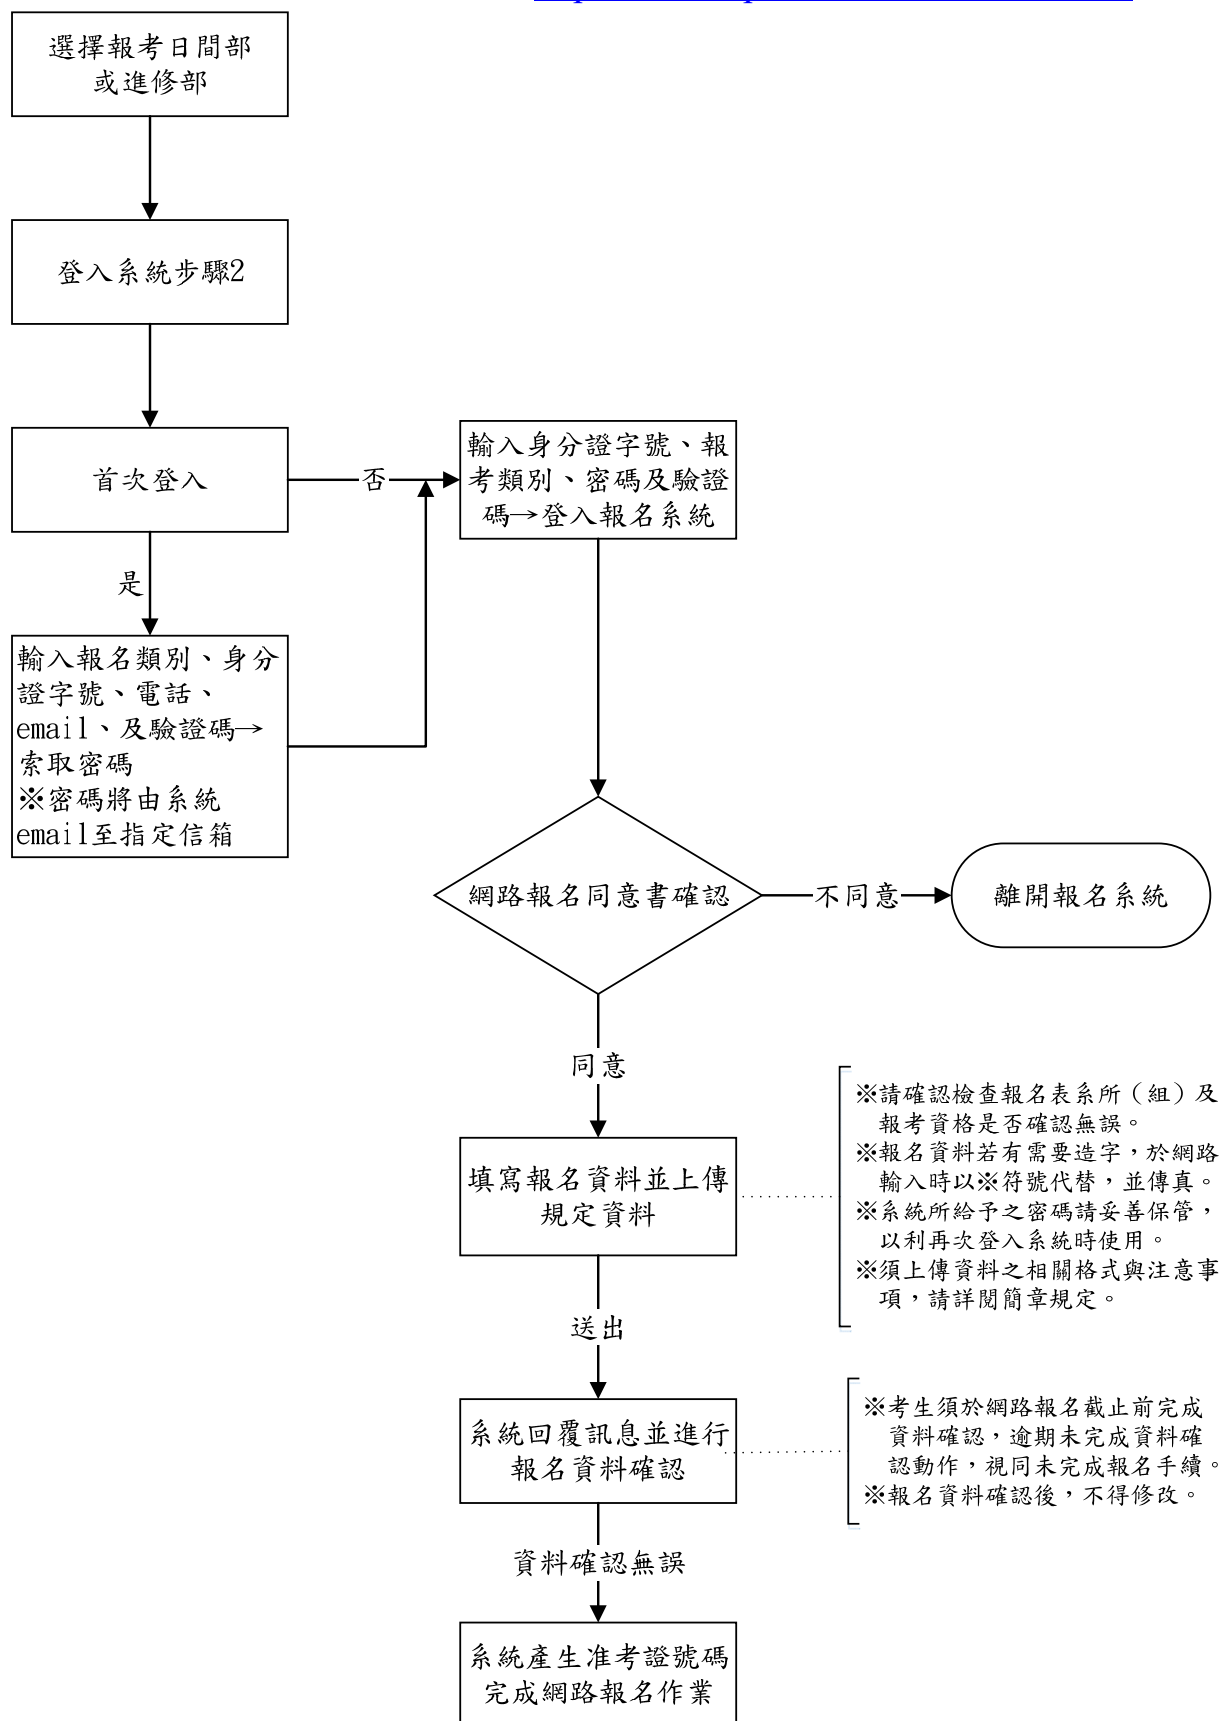 選擇報考日間部
或進修部
登入系統步驟2
首次登入
否
是
輸入身分證字號、報
考類別、密碼及驗證
碼→登入報名系統
輸入報名類別、身分
證字號、電話、
email、及驗證碼→
索取密碼
※密碼將由系統
email至指定信箱
網路報名同意書確認
不同意
離開報名系統
同意
填寫報名資料並上傳
規定資料
※請確認檢查報名表系所（組）及
報考資格是否確認無誤。
※報名資料若有需要造字，於網路
輸入時以※符號代替，並傳真。
※系統所給予之密碼請妥善保管，
以利再次登入系統時使用。
※須上傳資料之相關格式與注意事
項，請詳閱簡章規定。
送出
系統回覆訊息並進行
報名資料確認
※考生須於網路報名截止前完成
資料確認，逾期未完成資料確
認動作，視同未完成報名手續。
※報名資料確認後，不得修改。
資料確認無誤
系統產生准考證號碼
完成網路報名作業